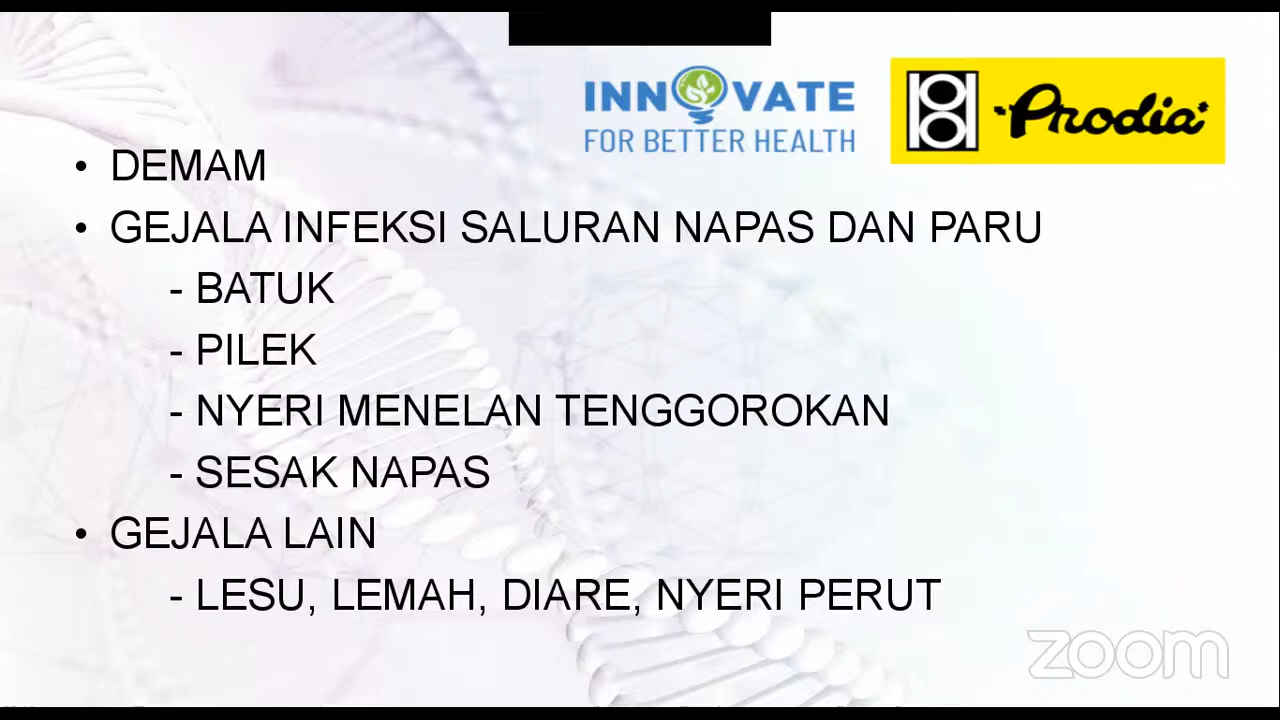 INNOVATE
FOR BETTER HEALTH
Prodia
• DEMAM
• GEJALA INFEKSI SALURAN NAPAS DAN PARU
- BATUK
- PILEK
- NYERI MENELAN TENGGOROKAN
- SESAK NAPAS
• GEJALA LAIN
- LESU, LEMAH, DIARE, NYERI PERUT
zoom